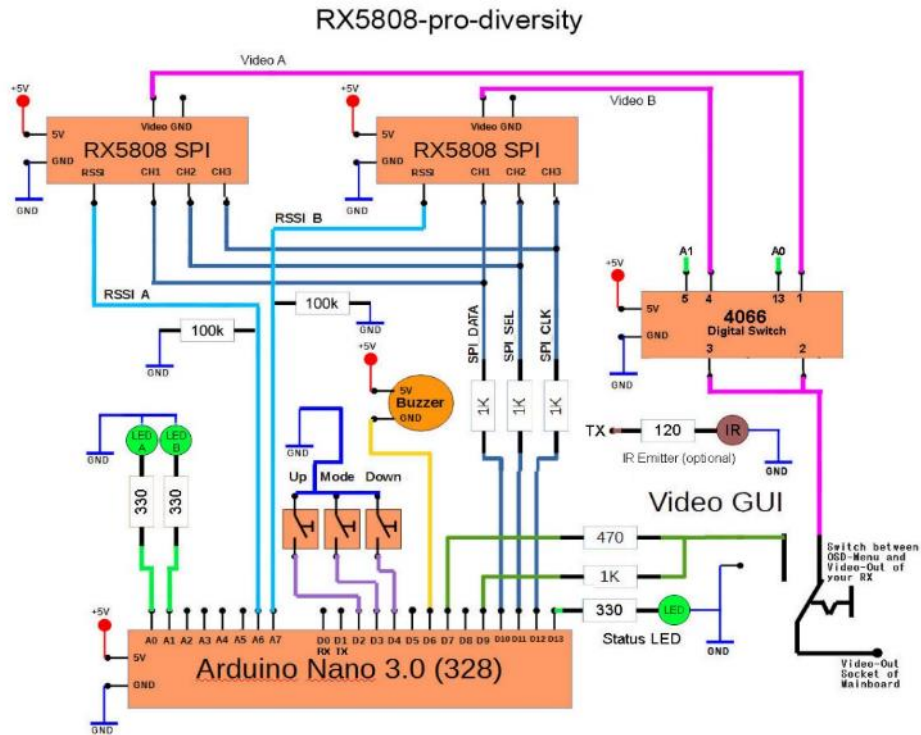 RX5808-pro-diversity
Video A
Video B
+5V
5V
GND
GND
Video GND
RX5808 SPI
RSSI CH1 CH2 CH3
+5V
5V
GND
GND
Video GND
RX5808 SPI
RSSI CH1 CH2 CH3
RSSI B
RSSI A
100k
GND
100k
GND
SPI_DATA
SPI_SEL
SPI_CLK
1K
1K
1K
+5V
5V
GND
GND
A1
A0
5 4 13 1
4066
Digital Switch
3 2
+5V
5V
Buzzer
GND
TX
120
IR
IR Emitter (optional)
GND
GND
LED
A
LED
B
330
330
GND
Up Mode Down
Video GUI
470
1K
330
LED
Status LED
GND
Switch between
OSD-Menu and
Video-Out of
your RX
Video-Out
Socket of
Mainboard
+5V
5V
GND
GND
A0 A1 A2 A3 A4 A5 A6 A7 D0 D1 D2 D3 D4 D5 D6 D7 D8 D9 D10 D11 D12 D13
RX TX
Arduino Nano 3.0 (328)